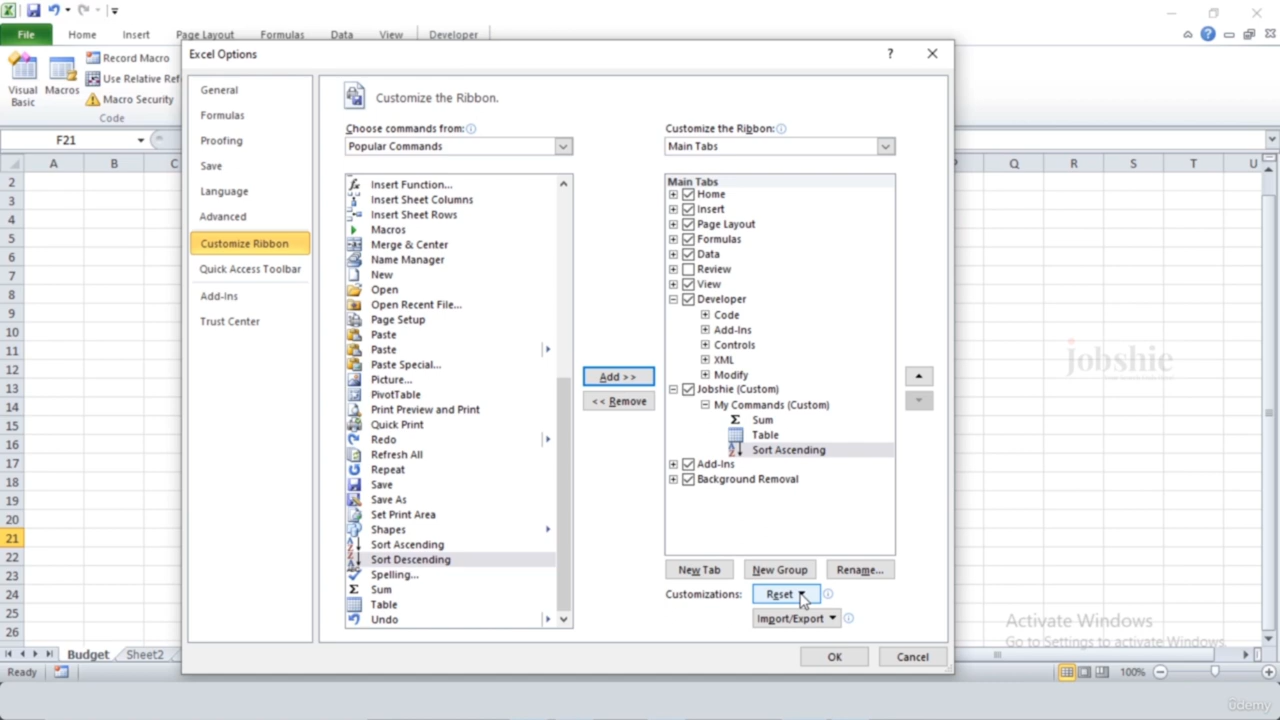 File Home Insert Page Layout Formulas Data View Developer
Record Macro
Use Relative Ref
Macro Security
Visual Basic
Macros
Code
F21
A B C P Q R S T U
2
3
4
5
6
7
8
9
10
11
12
13
14
15
16
17
18
19
20
21
22
23
24
25
26
Budget Sheet2
Ready
100%
Excel Options
?
General
Formulas
Proofing
Save
Language
Advanced
Customize Ribbon
Quick Access Toolbar
Add-Ins
Trust Center
Customize the Ribbon.
Choose commands from:
Popular Commands
Insert Function...
Insert Sheet Columns
Insert Sheet Rows
Macros
Merge & Center
Name Manager
New
Open
Open Recent File...
Page Setup
Paste
Paste
Paste Special...
Picture...
PivotTable
Print Preview and Print
Quick Print
Redo
Refresh All
Repeat
Save
Save As
Set Print Area
Shapes
Sort Ascending
Sort Descending
Spelling...
Sum
Table
Undo
Add >>
<< Remove
Customize the Ribbon:
Main Tabs
Main Tabs
Home
Insert
Page Layout
Formulas
Data
Review
View
Developer
Code
Add-Ins
Controls
XML
Modify
Jobshie (Custom)
My Commands (Custom)
Sum
Table
Sort Ascending
Add-Ins
Background Removal
New Tab New Group Rename...
Customizations: Reset
Import/Export
OK Cancel
jobshie
Activate Windows
Go to Settings to activate Windows.
ûdemy